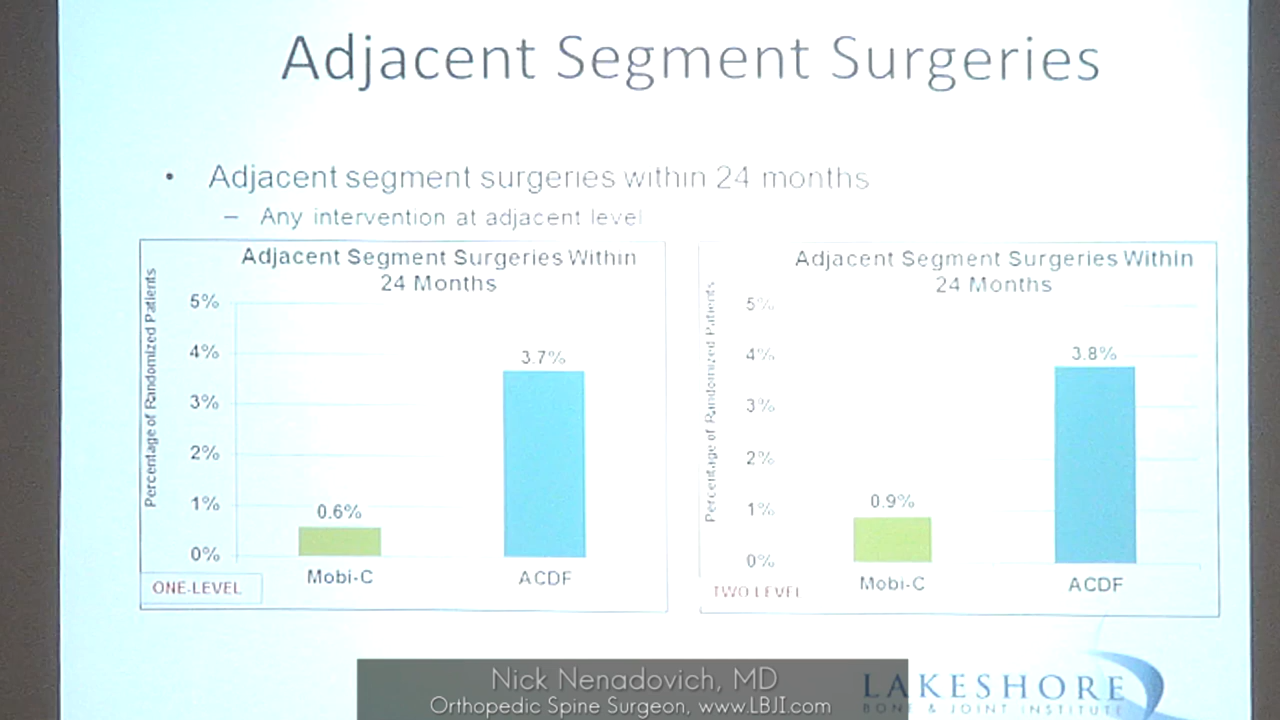 Adjacent Segment Surgeries
• Adjacent segment surgeries within 24 months
– Any intervention at adjacent level
Adjacent Segment Surgeries Within
24 Months
Percentage of Randomized Patients
5%
4%
3%
2%
1%
0%
0.6%
3.7%
Mobi-C
ACDF
ONE-LEVEL
Adjacent Segment Surgeries Within
24 Months
Percentage of Randomized Patients
5%
4%
3%
2%
1%
0%
0.9%
3.8%
Mobi-C
ACDF
TWO LEVEL
Nick Nenadovich, MD
Orthopedic Spine Surgeon, www.LBJI.com
LAKESHORE
BONE & JOINT INSTITUTE